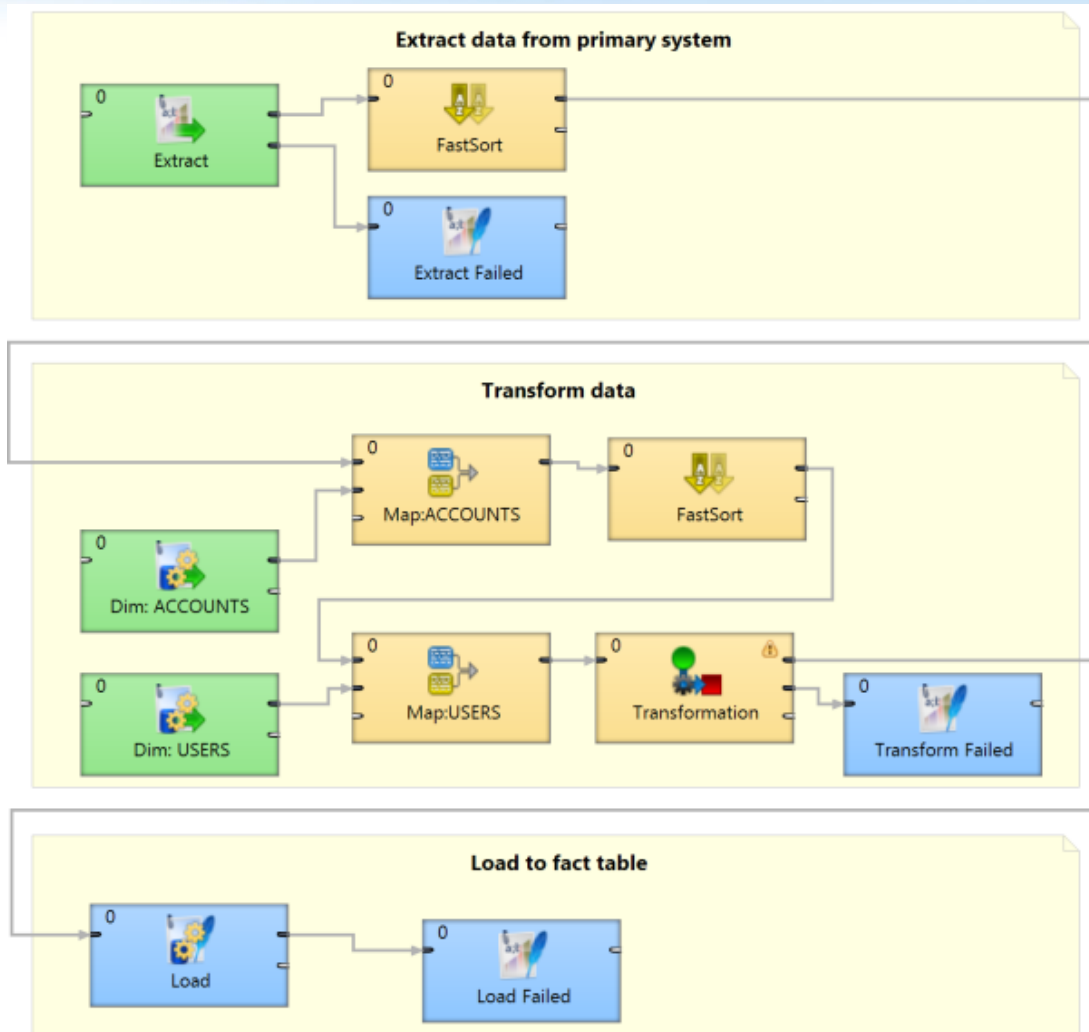 Extract data from primary system
0
Extract
0
FastSort
0
Extract Failed
Transform data
0
Map:ACCOUNTS
0
FastSort
0
Dim: ACCOUNTS
0
Map:USERS
0
Transformation
0
Dim: USERS
0
Transform Failed
Load to fact table
0
Load
0
Load Failed